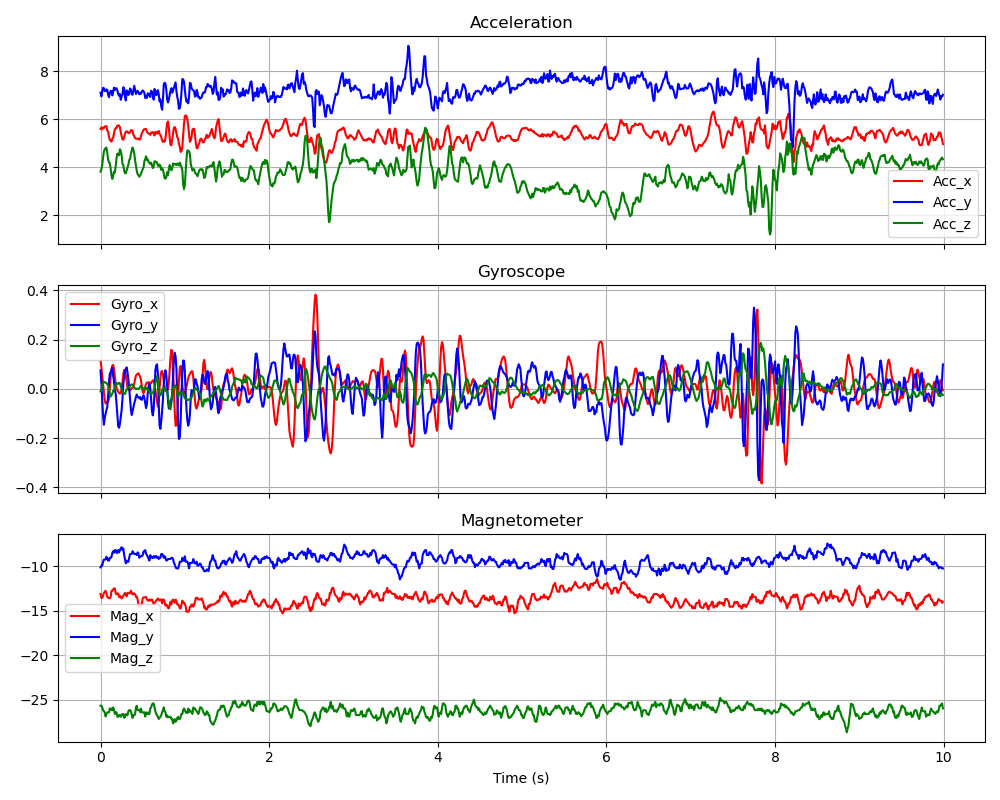 Acceleration
8
6
4
2
Acc_x
Acc_y
Acc_z
Gyroscope
0.4
0.2
0.0
−0.2
−0.4
Gyro_x
Gyro_y
Gyro_z
Magnetometer
−10
−15
−20
−25
Mag_x
Mag_y
Mag_z
0 2 4 6 8 10
Time (s)